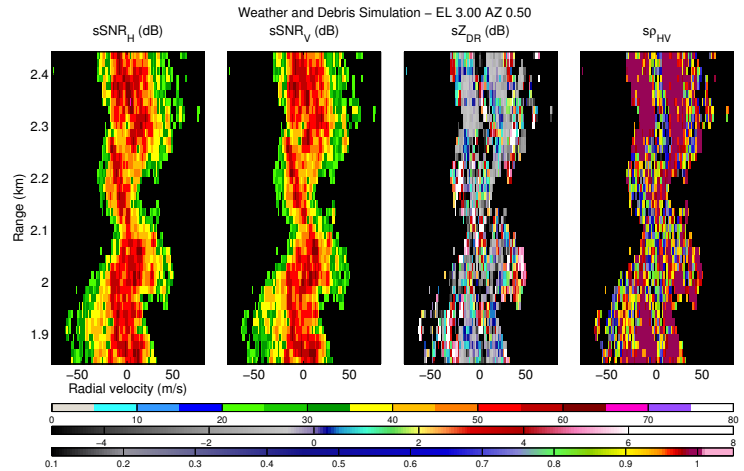 Weather and Debris Simulation − EL 3.00 AZ 0.50
sSNR_H (dB) sSNR_V (dB) sZ_DR (dB) sρ_HV
2.4
2.3
2.2
2.1
2
1.9
Range (km)
−50 0 50 −50 0 50 −50 0 50 −50 0 50
Radial velocity (m/s)
0 10 20 30 40 50 60 70 80
−4 −2 0 2 4 6 8
0.1 0.2 0.3 0.4 0.5 0.6 0.7 0.8 0.9 1 1.1